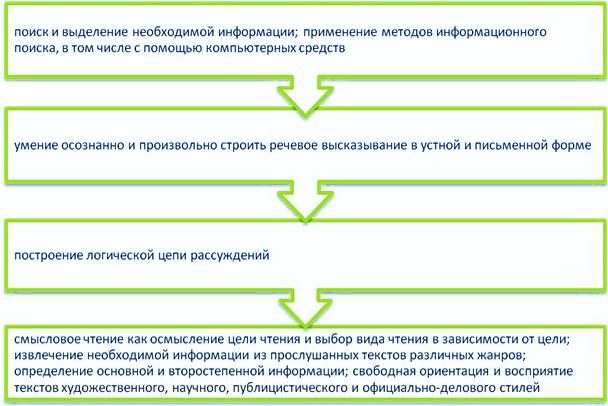 поиск и выделение необходимой информации; применение методов информационного
поиска, в том числе с помощью компьютерных средств
умение осознанно и произвольно строить речевое высказывание в устной и письменной форме
построение логической цепи рассуждений
смысловое чтение как осмысление цели чтения и выбор вида чтения в зависимости от цели;
извлечение необходимой информации из прослушанных текстов различных жанров;
определение основной и второстепенной информации; свободная ориентация и восприятие
текстов художественного, научного, публицистического и официально-делового стилей